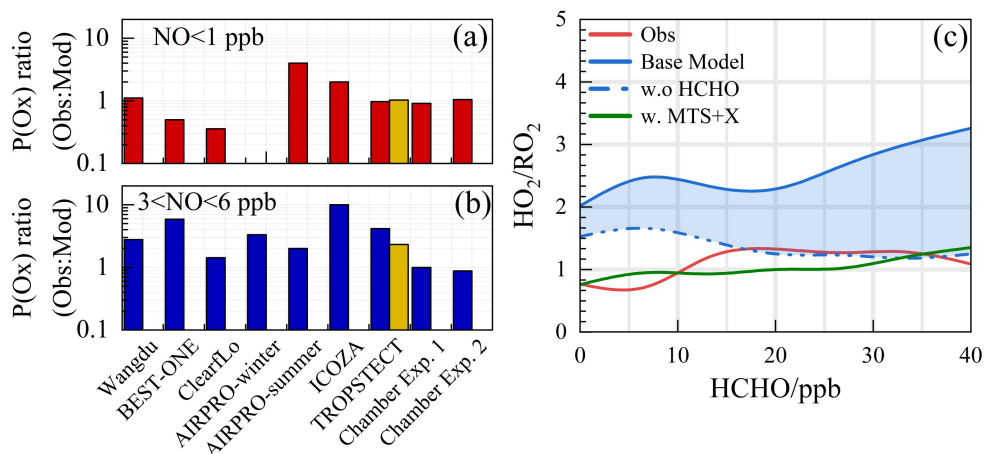 P(Ox) ratio
(Obs:Mod)
10
1
0.1
NO<1 ppb
(a)
P(Ox) ratio
(Obs:Mod)
10
1
0.1
3<NO<6 ppb
(b)
Wangdu
BEST-ONE
ClearfLo
AIRPRO-winter
AIRPRO-summer
ICOZA
TROPSTECT
Chamber Exp. 1
Chamber Exp. 2
HO2/RO2
5
4
3
2
1
0
Obs
Base Model
w.o HCHO
w. MTS+X
(c)
0 10 20 30 40
HCHO/ppb